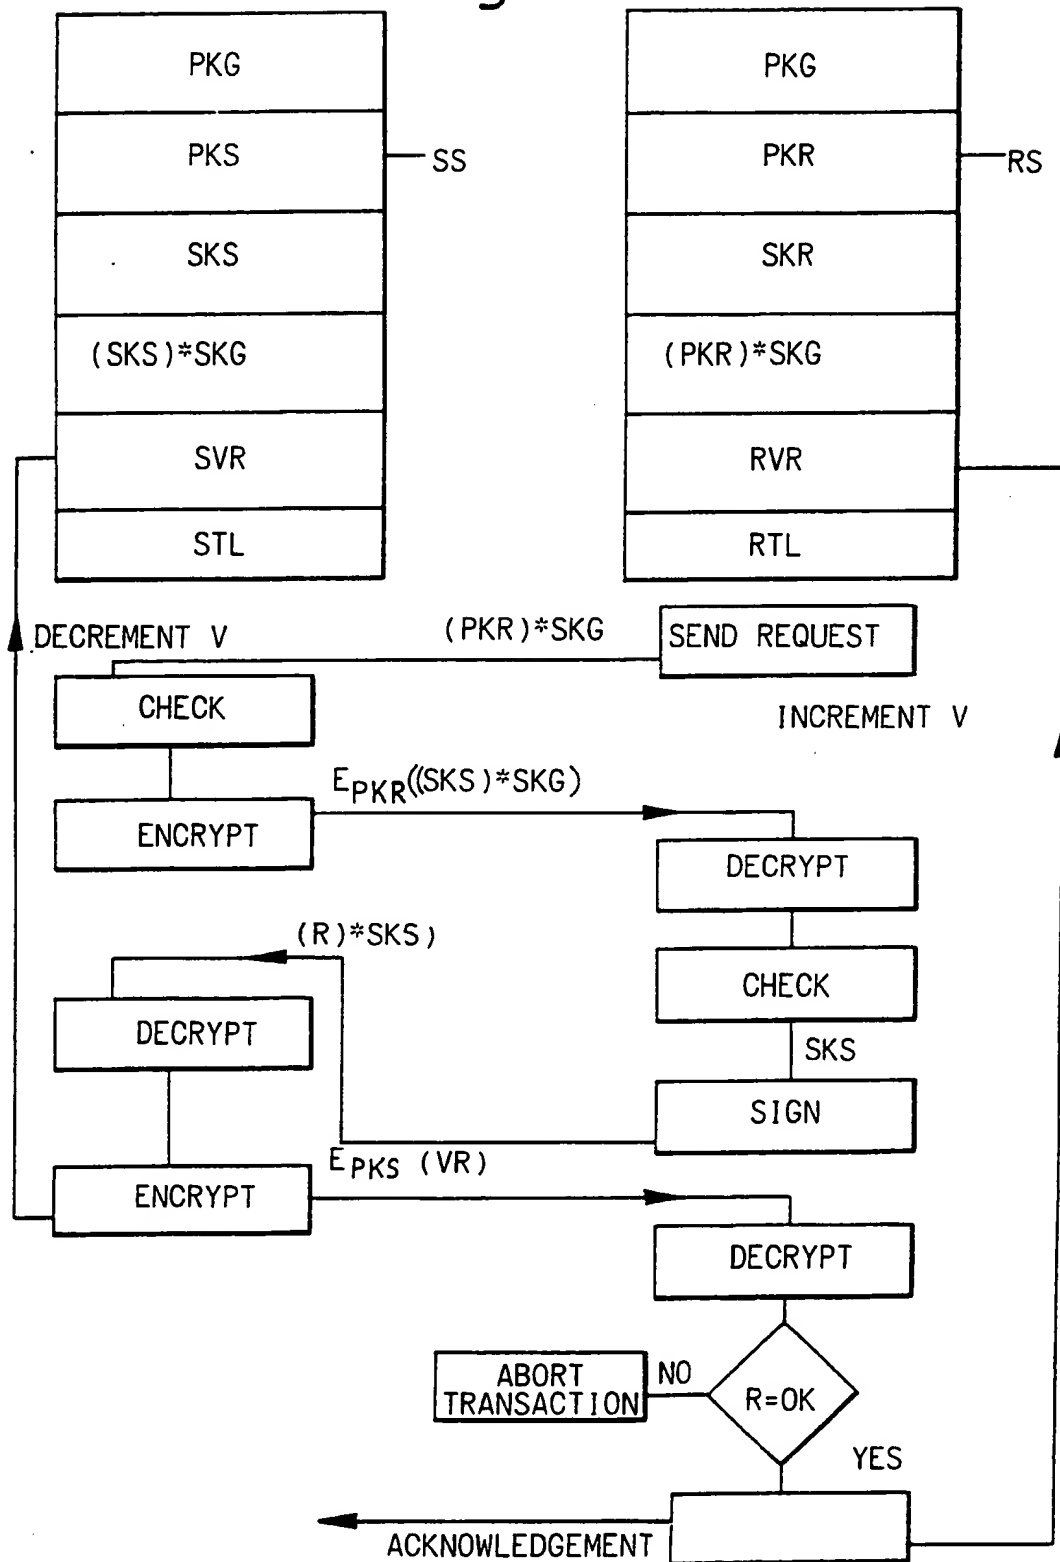 PKG
PKS
SS
SKS
(SKS)*SKG
SVR
STL
PKG
PKR
RS
SKR
(PKR)*SKG
RVR
RTL
DECREMENT V
(PKR)*SKG
SEND REQUEST
CHECK
INCREMENT V
EPKR((SKS)*SKG)
ENCRYPT
DECRYPT
(R)*SKS)
CHECK
DECRYPT
SKS
SIGN
EPKS (VR)
ENCRYPT
DECRYPT
ABORT
TRANSACTION
NO
R=OK
YES
ACKNOWLEDGEMENT